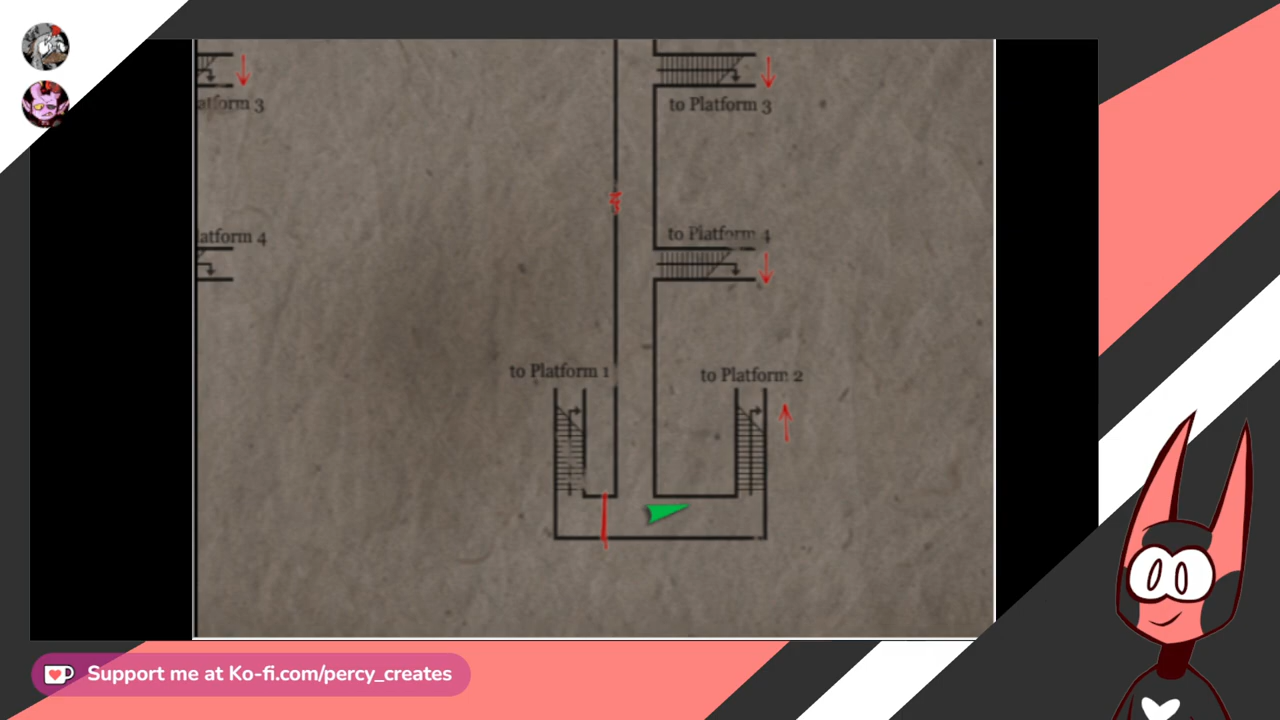 atform 3
to Platform 3
latform 4
to Platform 4
to Platform 1
to Platform 2
Support me at Ko-fi.com/percy_creates